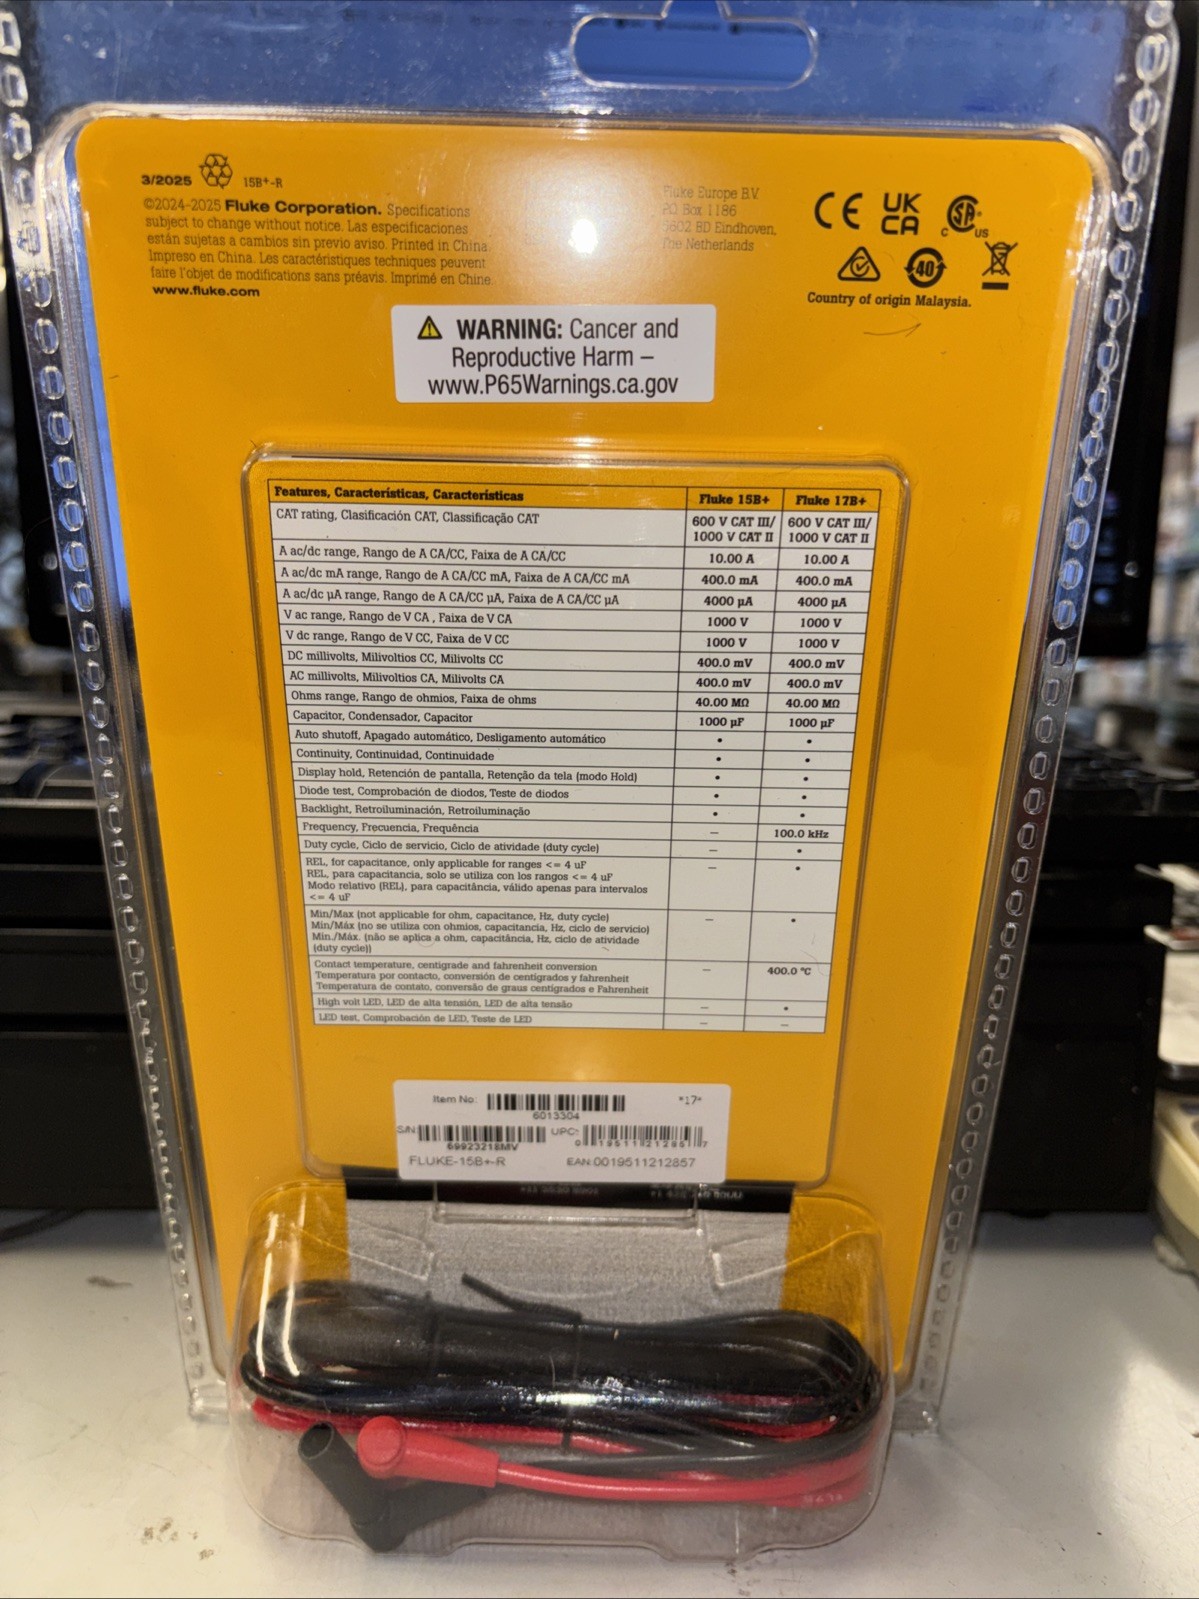 3/2025 15B+-R
©2024-2025 Fluke Corporation. Specifications
subject to change without notice. Las especificaciones
están sujetas a cambios sin previo aviso. Printed in China.
Impreso en China. Les caractéristiques techniques peuvent
faire l'objet de modifications sans préavis. Imprimé en Chine.
www.fluke.com
Fluke Europe B.V.
PO Box 1186
5602 BD Eindhoven,
The Netherlands
CE UK CA
C SA® US
40
Country of origin Malaysia.
WARNING: Cancer and
Reproductive Harm –
www.P65Warnings.ca.gov
Features, Características, Características Fluke 15B+ Fluke 17B+
CAT rating, Clasificación CAT, Classificação CAT 600 V CAT III/ 600 V CAT III/
1000 V CAT II 1000 V CAT II
A ac/dc range, Rango de A CA/CC, Faixa de A CA/CC 10.00 A 10.00 A
A ac/dc mA range, Rango de A CA/CC mA, Faixa de A CA/CC mA 400.0 mA 400.0 mA
A ac/dc µA range, Rango de A CA/CC µA, Faixa de A CA/CC µA 4000 µA 4000 µA
V ac range, Rango de V CA , Faixa de V CA 1000 V 1000 V
V dc range, Rango de V CC, Faixa de V CC 1000 V 1000 V
DC millivolts, Milivoltios CC, Milivolts CC 400.0 mV 400.0 mV
AC millivolts, Milivoltios CA, Milivolts CA 400.0 mV 400.0 mV
Ohms range, Rango de ohmios, Faixa de ohms 40.00 MΩ 40.00 MΩ
Capacitor, Condensador, Capacitor 1000 µF 1000 µF
Auto shutoff, Apagado automático, Desligamento automático • •
Continuity, Continuidad, Continuidade • •
Display hold, Retención de pantalla, Retenção da tela (modo Hold) • •
Diode test, Comprobación de diodos, Teste de diodos • •
Backlight, Retroiluminación, Retroiluminação • •
Frequency, Frecuencia, Frequência – 100.0 kHz
Duty cycle, Ciclo de servicio, Ciclo de atividade (duty cycle) – •
REL, for capacitance, only applicable for ranges <= 4 uF – •
REL, para capacitancia, solo se utiliza con los rangos <= 4 uF
Modo relativo (REL), para capacitância, válido apenas para intervalos
<= 4 uF
Min/Max (not applicable for ohm, capacitance, Hz, duty cycle) – •
Min/Máx (no se utiliza con ohmios, capacitancia, Hz, ciclo de servicio)
Min./Máx. (não se aplica a ohm, capacitância, Hz, ciclo de atividade
(duty cycle))
Contact temperature, centigrade and fahrenheit conversion – 400.0 °C
Temperatura por contacto, conversión de centígrados y fahrenheit
Temperatura de contato, conversão de graus centígrados e Fahrenheit
High volt LED, LED de alta tensión, LED de alta tensão – •
LED test, Comprobación de LED, Teste de LED – –
Item No: *17*
6013304
S/N: 69923218MV UPC: 0 19511 21285 7
FLUKE-15B+-R EAN:0019511212857